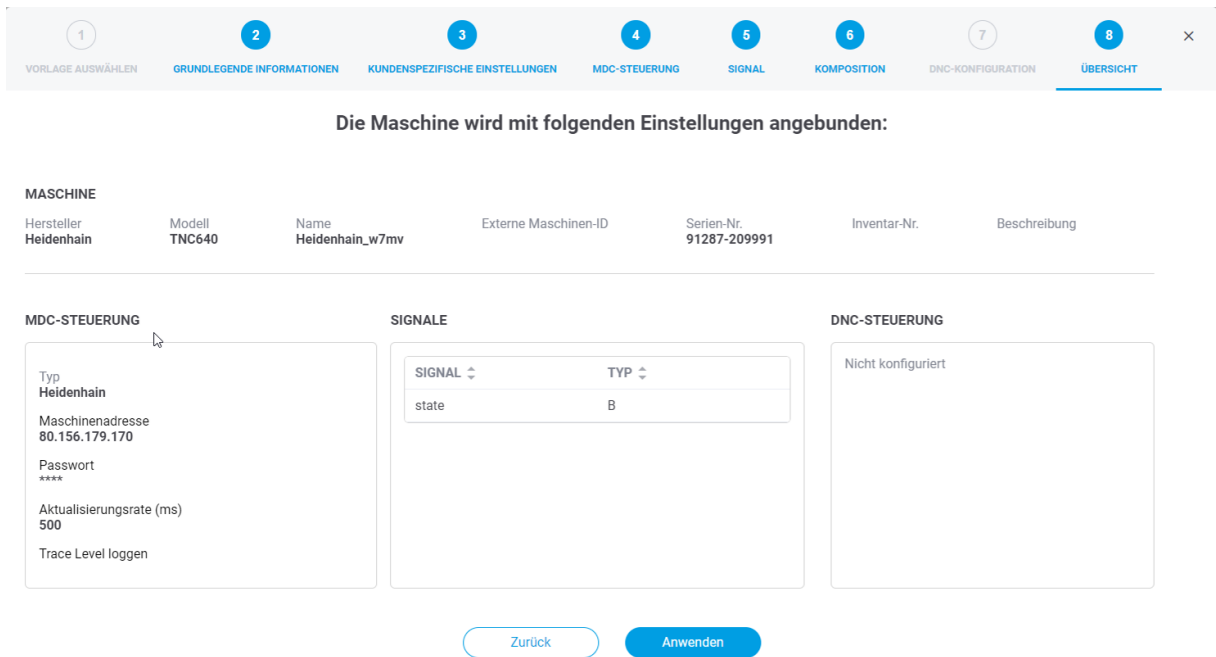 1 2 3 4 5 6 7 8 ×
VORLAGE AUSWÄHLEN GRUNDLEGENDE INFORMATIONEN KUNDENSPEZIFISCHE EINSTELLUNGEN MDC-STEUERUNG SIGNAL KOMPOSITION DNC-KONFIGURATION ÜBERSICHT
Die Maschine wird mit folgenden Einstellungen angebunden:
MASCHINE
Hersteller Modell Name Externe Maschinen-ID Serien-Nr. Inventar-Nr. Beschreibung
Heidenhain TNC640 Heidenhain_w7mv 91287-209991
MDC-STEUERUNG
Typ
Heidenhain
Maschinenadresse
80.156.179.170
Passwort
****
Aktualisierungsrate (ms)
500
Trace Level loggen
SIGNALE
SIGNAL TYP
state B
DNC-STEUERUNG
Nicht konfiguriert
Zurück Anwenden